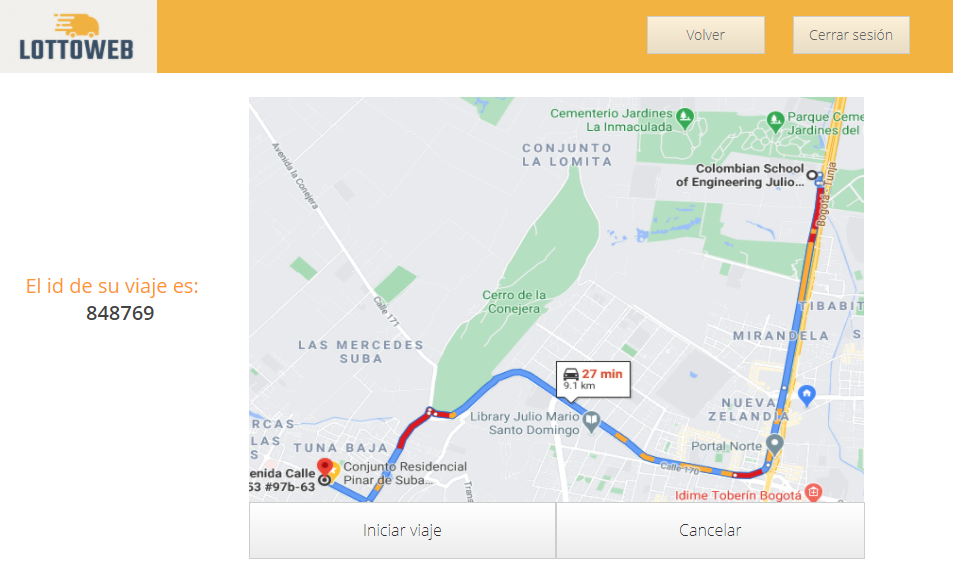 LOTTOWEB
Volver
Cerrar sesión
El id de su viaje es:
848769
Cementerio Jardines
La Inmaculada
Parque Ceme
Jardines del
CONJUNTO
LA LOMITA
Colombian School
of Engineering Julio...
Bogotá - Tunja
Avenida la Conejera
Cerro de la
Conejera
Calle 171
TIBABIT
MIRANDELA
S
LAS MERCEDES
SUBA
27 min
9.1 km
NUEVA
ZELANDIA
Library Julio Mario
Santo Domingo
RCAS
LAS
S
TUNA BAJA
Portal Norte
Calle 170
enida Calle
53 #97b-63
Conjunto Residencial
Pinar de Suba...
Trans
Idime Toberín Bogotá
Iniciar viaje
Cancelar